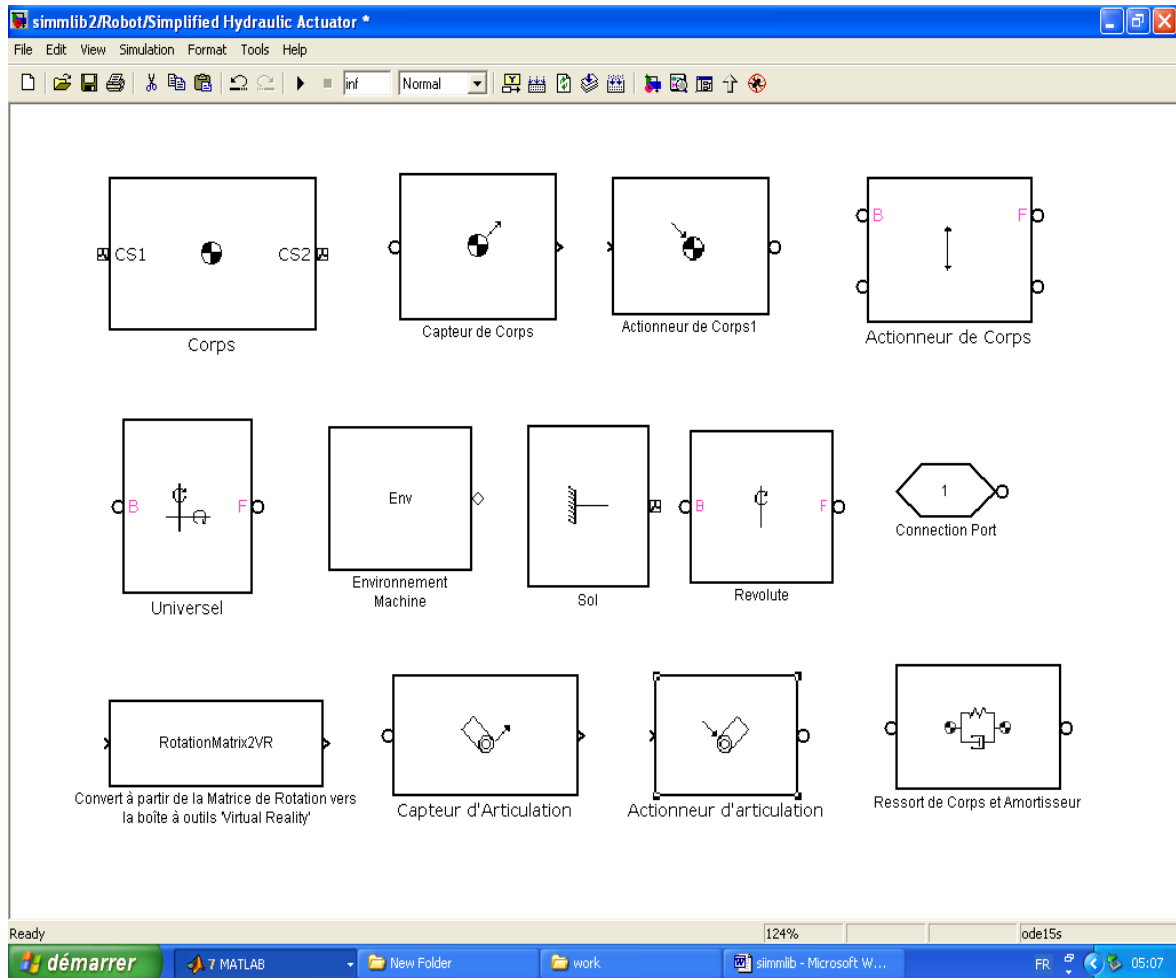 simmlib2/Robot/Simplified Hydraulic Actuator *
File Edit View Simulation Format Tools Help
inf Normal
CS1 CS2
B F
Corps
Capteur de Corps
Actionneur de Corps1
Actionneur de Corps
B F
Env
B F
1
Universel
Environnement
Machine
Sol
Revolute
Connection Port
RotationMatrix2VR
Convert à partir de la Matrice de Rotation vers
la boîte à outils 'Virtual Reality'
Capteur d'Articulation
Actionneur d'articulation
Ressort de Corps et Amortisseur
Ready 124% ode15s
démarrer 7 MATLAB New Folder work siimmlib - Microsoft W... FR 05:07